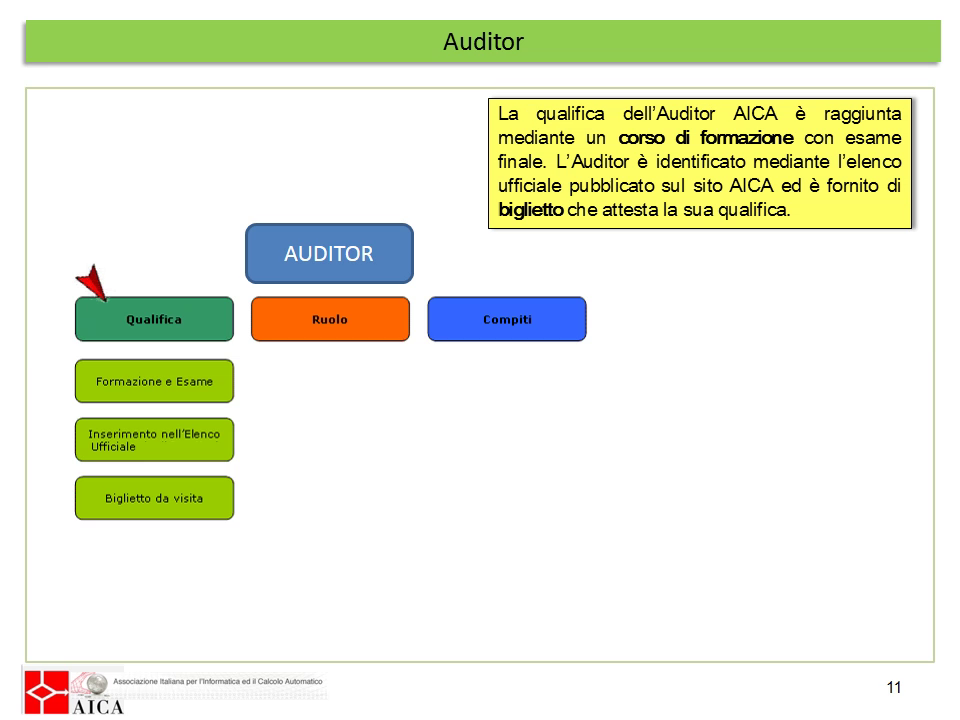 Auditor
La qualifica dell’Auditor AICA è raggiunta
mediante un corso di formazione con esame
finale. L’Auditor è identificato mediante l’elenco
ufficiale pubblicato sul sito AICA ed è fornito di
biglietto che attesta la sua qualifica.
AUDITOR
Qualifica
Ruolo
Compiti
Formazione e Esame
Inserimento nell’Elenco
Ufficiale
Biglietto da visita
Associazione Italiana per l’Informatica ed il Calcolo Automatico
AICA
11